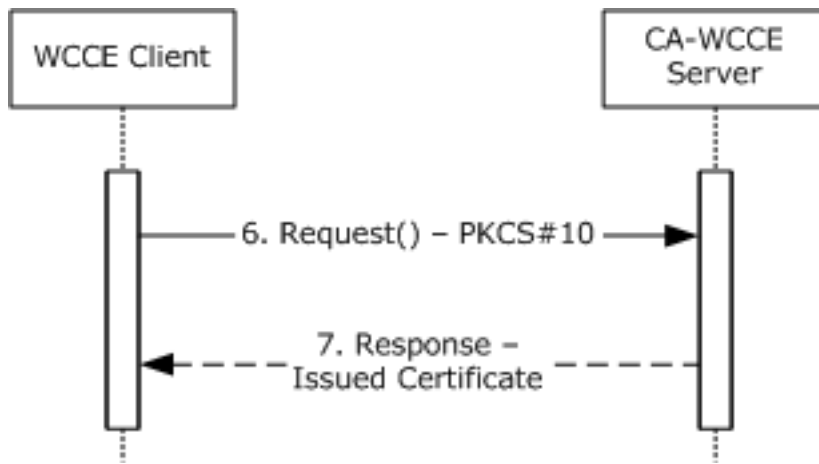 WCCE Client
CA-WCCE
Server
6. Request() – PKCS#10
7. Response –
Issued Certificate